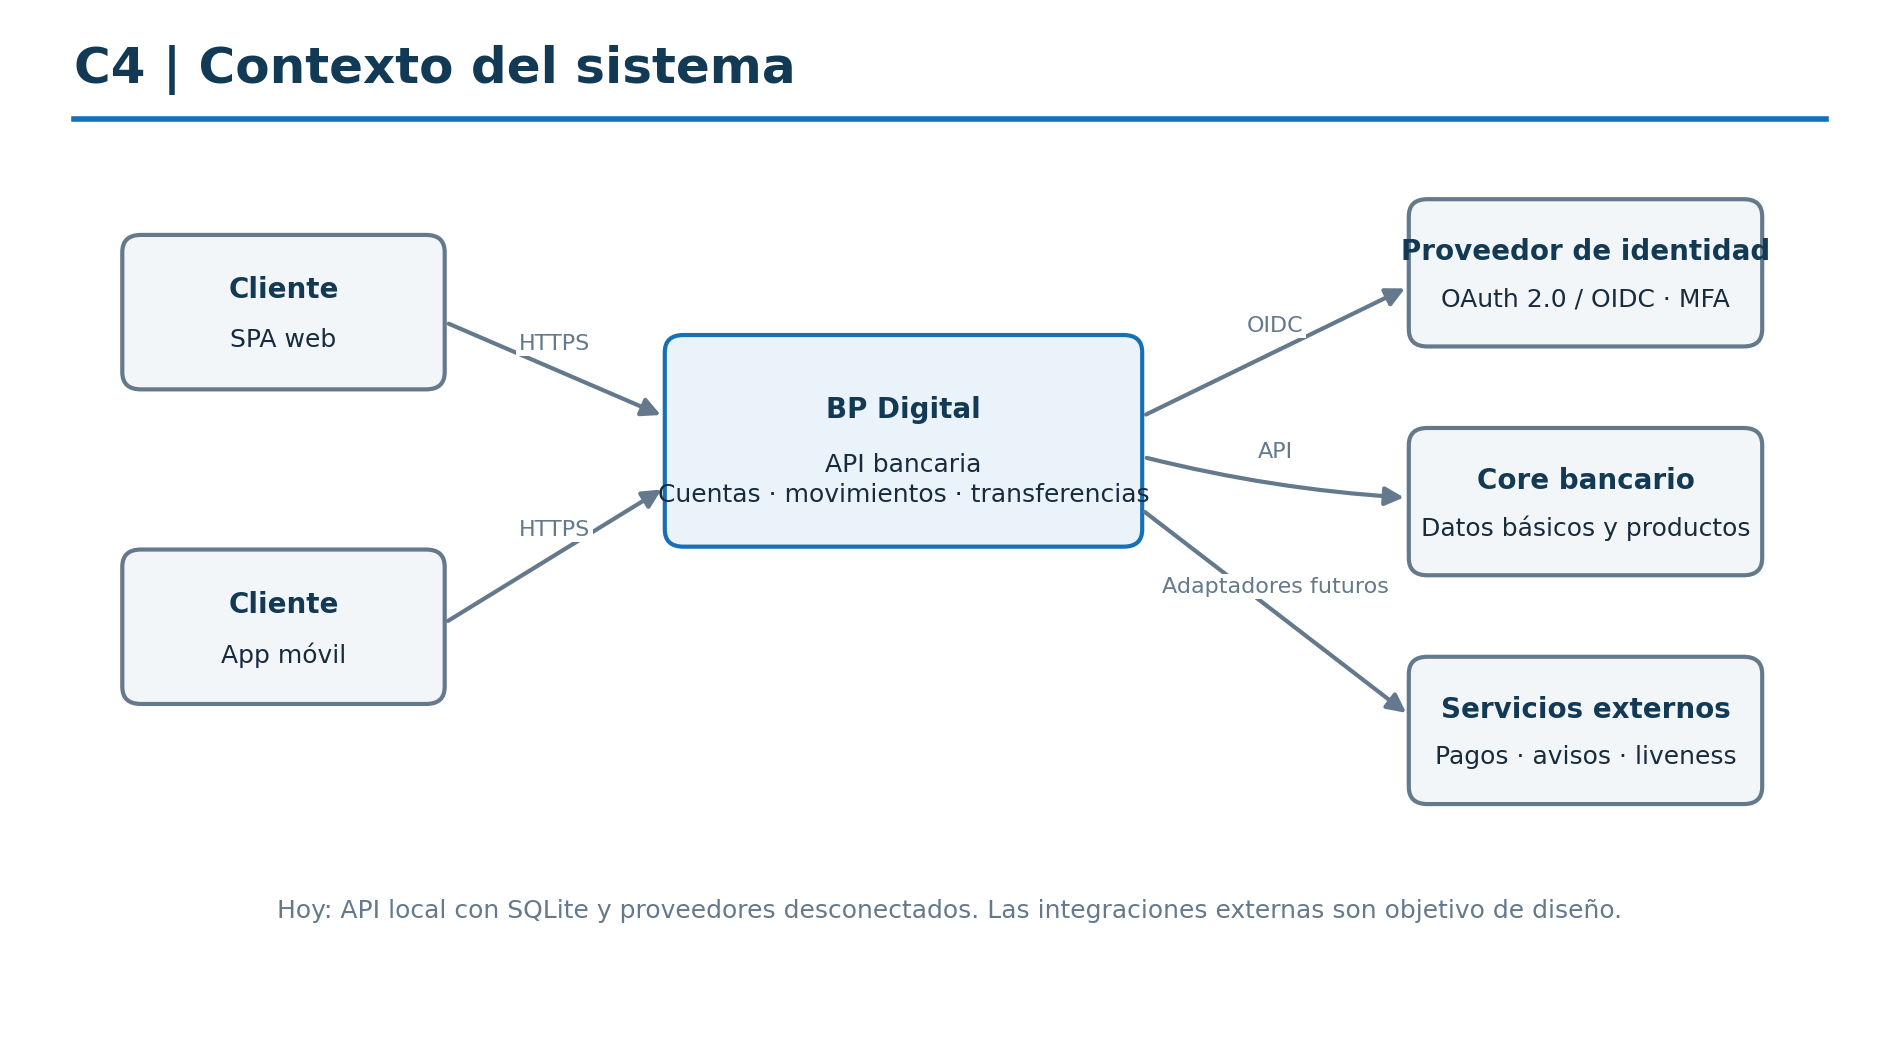 C4 | Contexto del sistema
Cliente
SPA web
HTTPS
Cliente
App móvil
HTTPS
BP Digital
API bancaria
Cuentas · movimientos · transferencias
OIDC
API
Adaptadores futuros
Proveedor de identidad
OAuth 2.0 / OIDC · MFA
Core bancario
Datos básicos y productos
Servicios externos
Pagos · avisos · liveness
Hoy: API local con SQLite y proveedores desconectados. Las integraciones externas son objetivo de diseño.